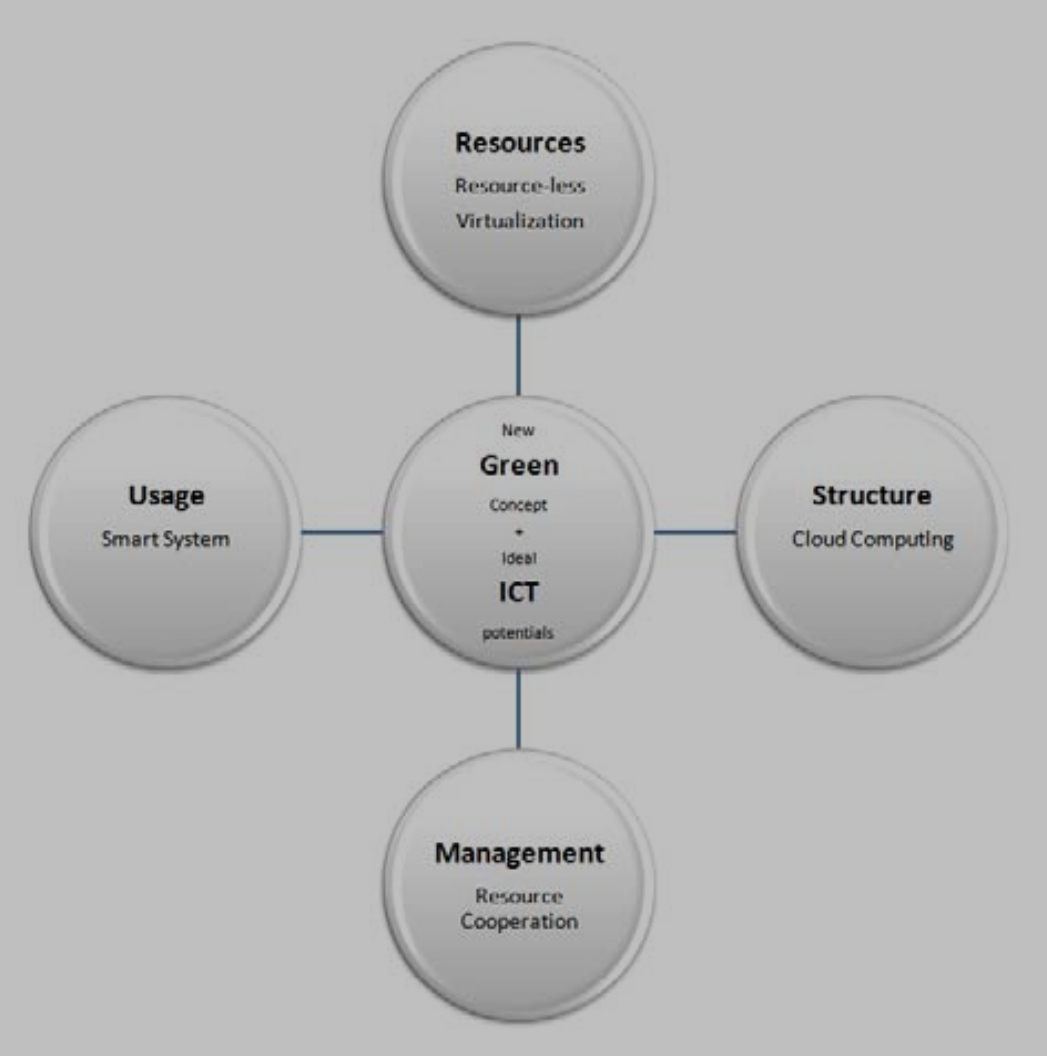 Resources
Resource-less
Virtualization
Usage
Smart System
New
Green
Concept
+
Ideal
ICT
potentials
Structure
Cloud Computing
Management
Resource
Cooperation